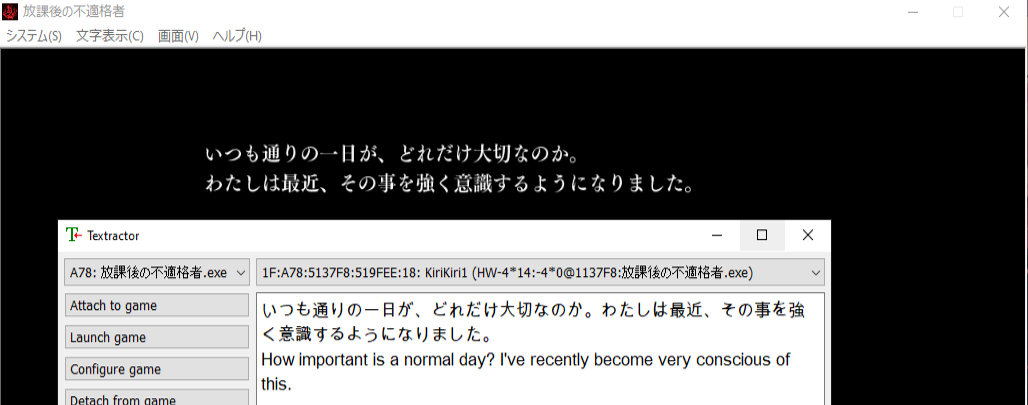 放課後の不適格者
システム(S) 文字表示(C) 画面(V) ヘルプ(H)
いつも通りの一日が、どれだけ大切なのか。
わたしは最近、その事を強く意識するようになりました。
Textractor
A78: 放課後の不適格者.exe
1F:A78:5137F8:519FEE:18: KiriKiri1 (HW-4*14:-4*0@1137F8:放課後の不適格者.exe)
Attach to game
Launch game
Configure game
Detach from game
いつも通りの一日が、どれだけ大切なのか。わたしは最近、その事を強
く意識するようになりました。
How important is a normal day? I've recently become very conscious of
this.